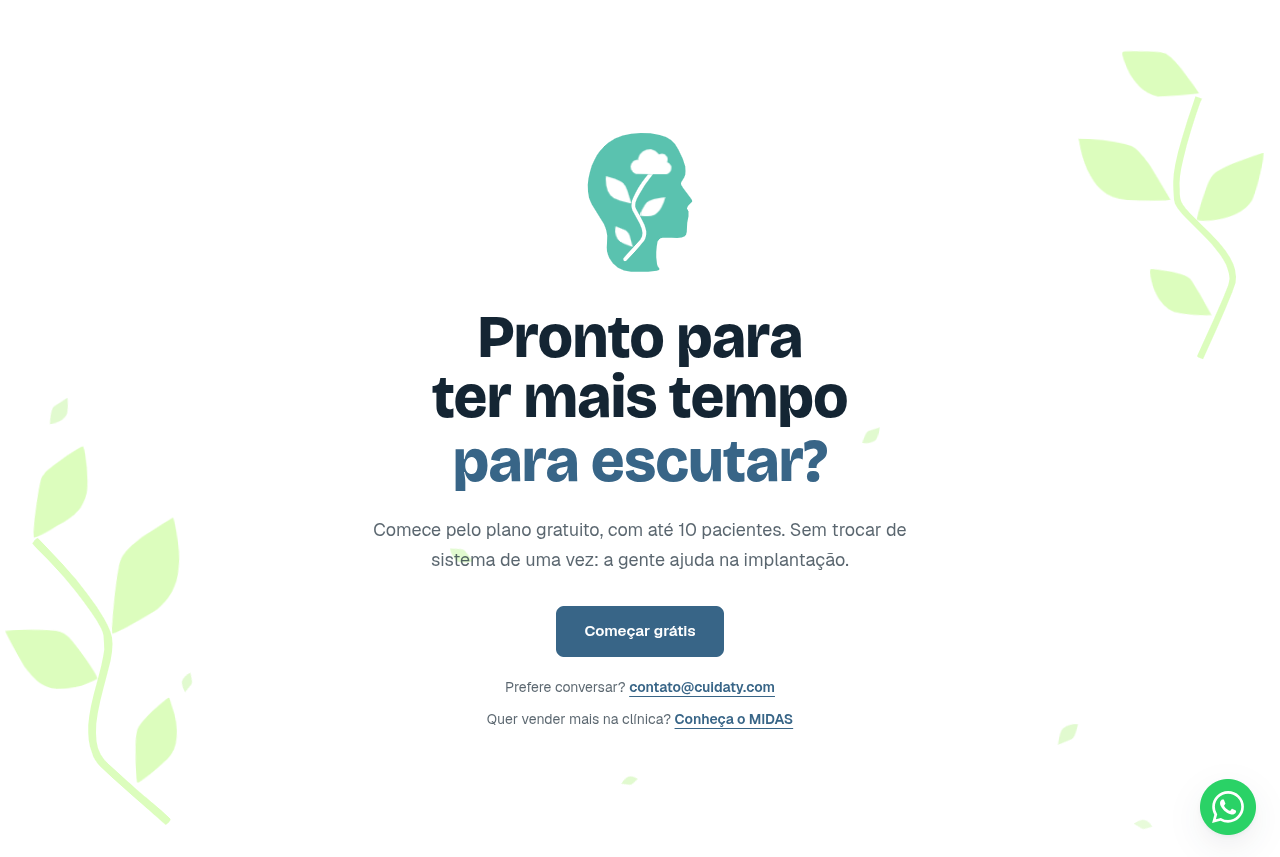 Pronto para
ter mais tempo
para escutar?
Comece pelo plano gratuito, com até 10 pacientes. Sem trocar de
sistema de uma vez: a gente ajuda na implantação.
Começar grátis
Prefere conversar? contato@cuidaty.com
Quer vender mais na clínica? Conheça o MIDAS